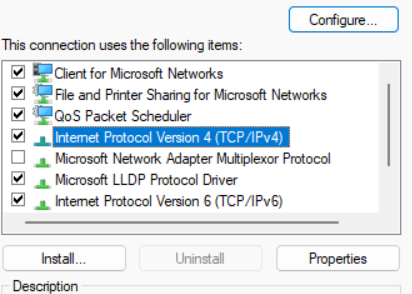 Configure...
This connection uses the following items:
Client for Microsoft Networks
File and Printer Sharing for Microsoft Networks
QoS Packet Scheduler
Internet Protocol Version 4 (TCP/IPv4)
Microsoft Network Adapter Multiplexor Protocol
Microsoft LLDP Protocol Driver
Internet Protocol Version 6 (TCP/IPv6)
Install... Uninstall Properties
Description